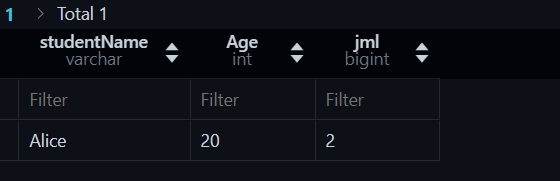 1 > Total 1
studentName Age jml
varchar int bigint
Filter Filter Filter
Alice 20 2